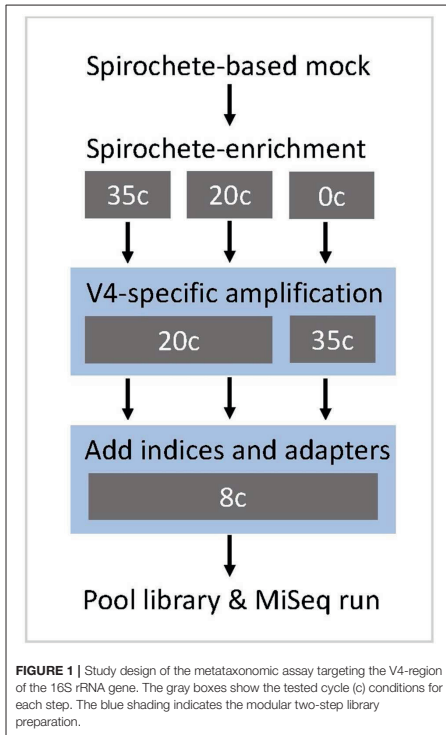 Spirochete-based mock
Spirochete-enrichment
35c 20c 0c
V4-specific amplification
20c 35c
Add indices and adapters
8c
Pool library & MiSeq run
FIGURE 1 | Study design of the metataxonomic assay targeting the V4-region
of the 16S rRNA gene. The gray boxes show the tested cycle (c) conditions for
each step. The blue shading indicates the modular two-step library
preparation.